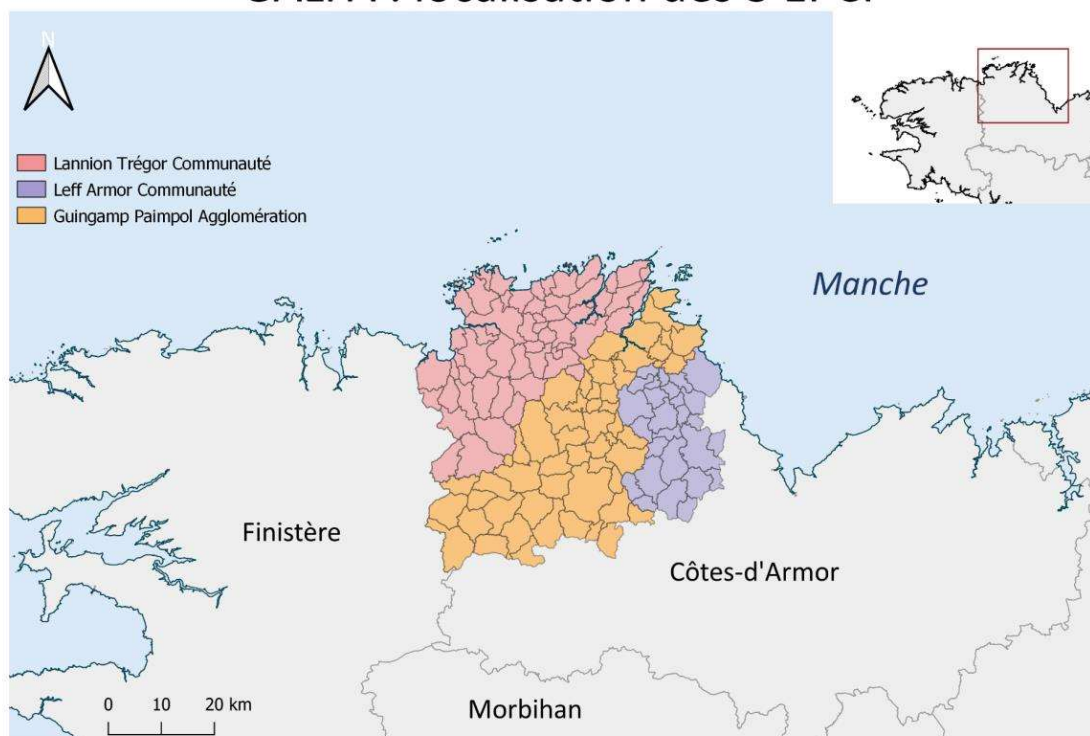 N
Lannion Trégor Communauté
Leff Armor Communauté
Guingamp Paimpol Agglomération
Manche
Finistère
Côtes-d'Armor
0 10 20 km
Morbihan